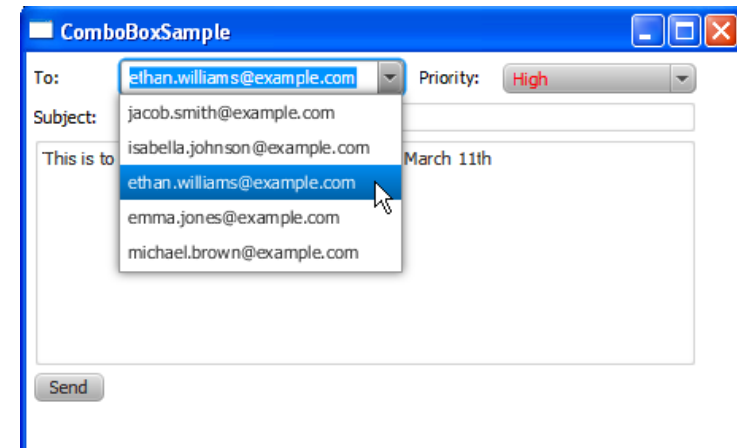 ComboBoxSample
To: ethan.williams@example.com Priority: High
Subject:
jacob.smith@example.com
isabella.johnson@example.com
This is to March 11th
ethan.williams@example.com
emma.jones@example.com
michael.brown@example.com
Send